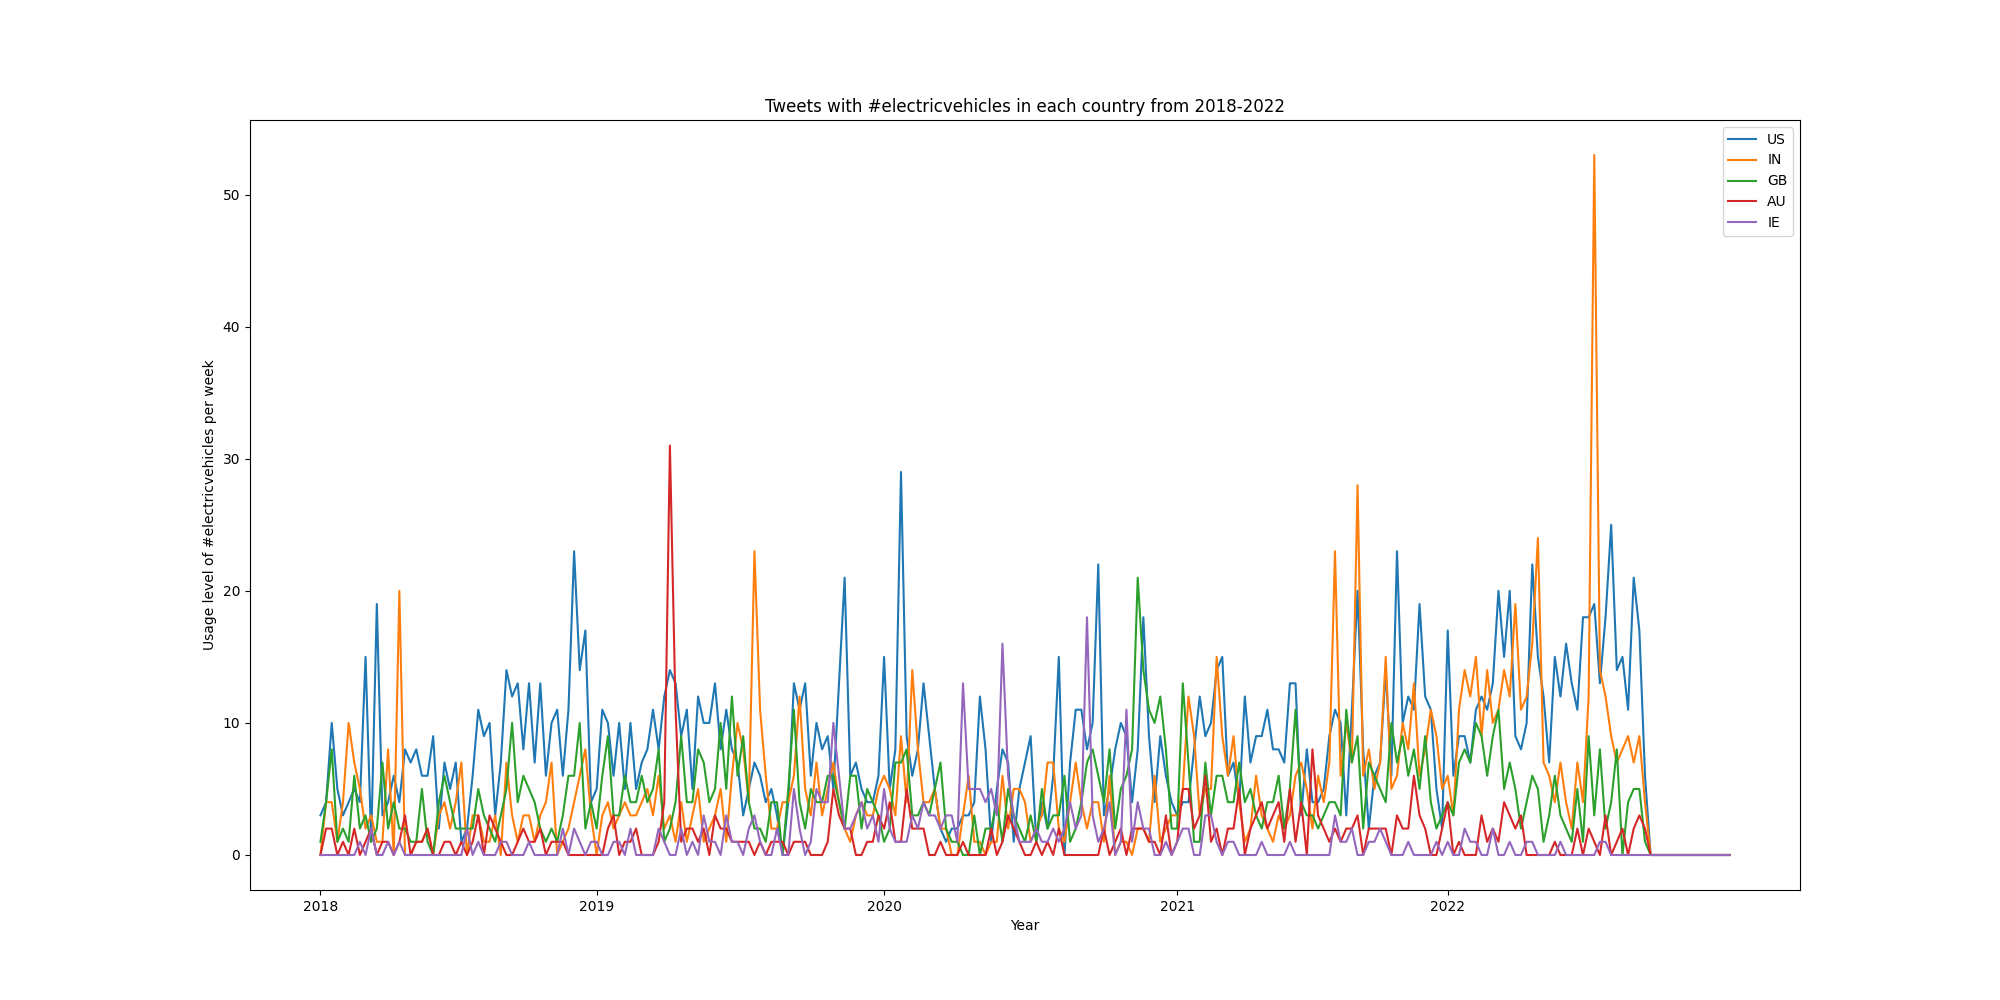 Tweets with #electricvehicles in each country from 2018-2022
US
IN
GB
AU
IE
Usage level of #electricvehicles per week
50
40
30
20
10
0
2018 2019 2020 2021 2022
Year